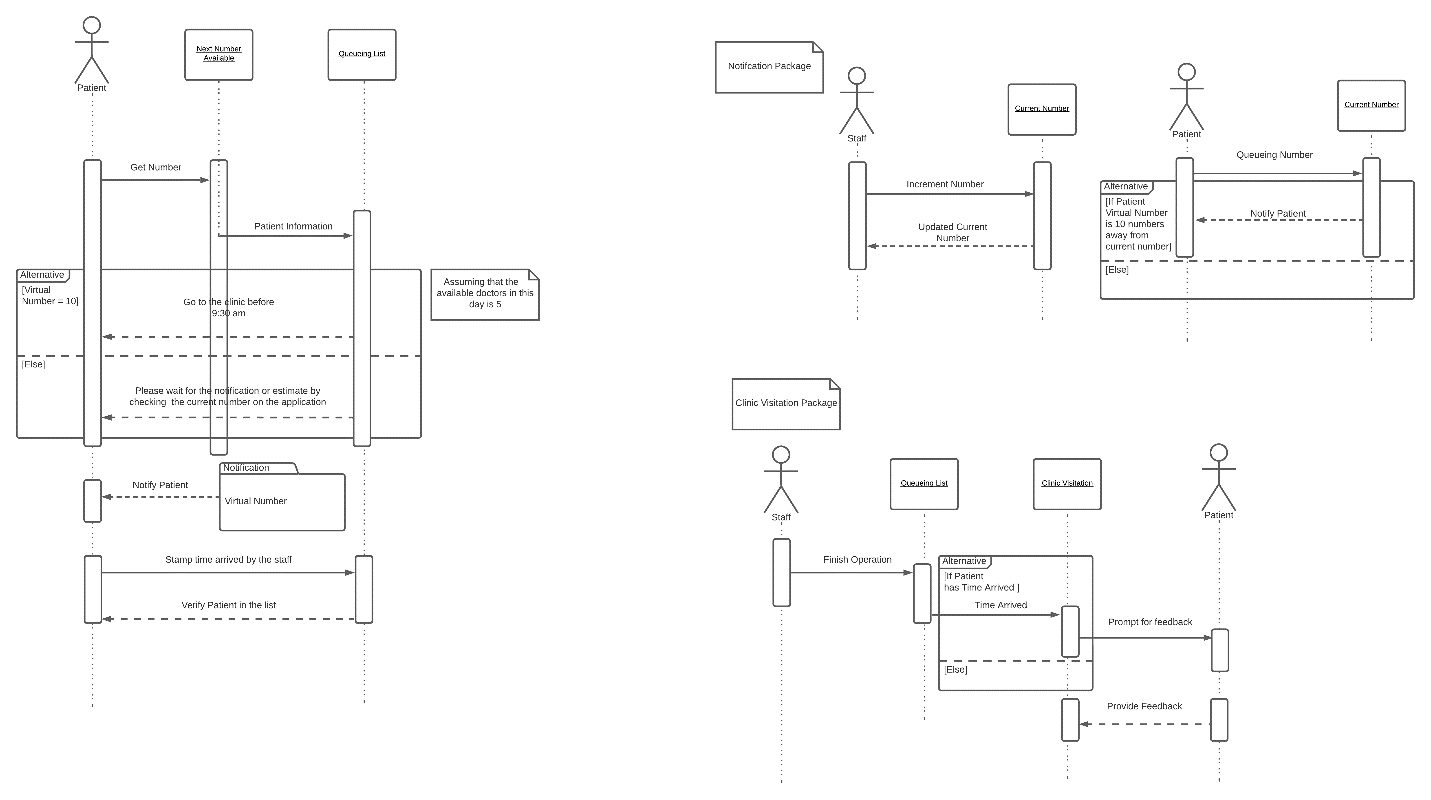 Patient
Next Number
Available
Queueing List
Get Number
Patient Information
Alternative
[Virtual
Number = 10]
Go to the clinic before
9:30 am
[Else]
Please wait for the notification or estimate by
checking the current number on the application
Assuming that the
available doctors in this
day is 5
Notify Patient
Notification
Virtual Number
Stamp time arrived by the staff
Verify Patient in the list
Notifcation Package
Staff
Current Number
Increment Number
Updated Current
Number
Patient
Current Number
Queueing Number
Alternative
[If Patient
Virtual Number
is 10 numbers
away from
current number]
Notify Patient
[Else]
Clinic Visitation Package
Staff
Queueing List
Clinic Visitation
Patient
Finish Operation
Alternative
[If Patient
has Time Arrived ]
Time Arrived
Prompt for feedback
[Else]
Provide Feedback